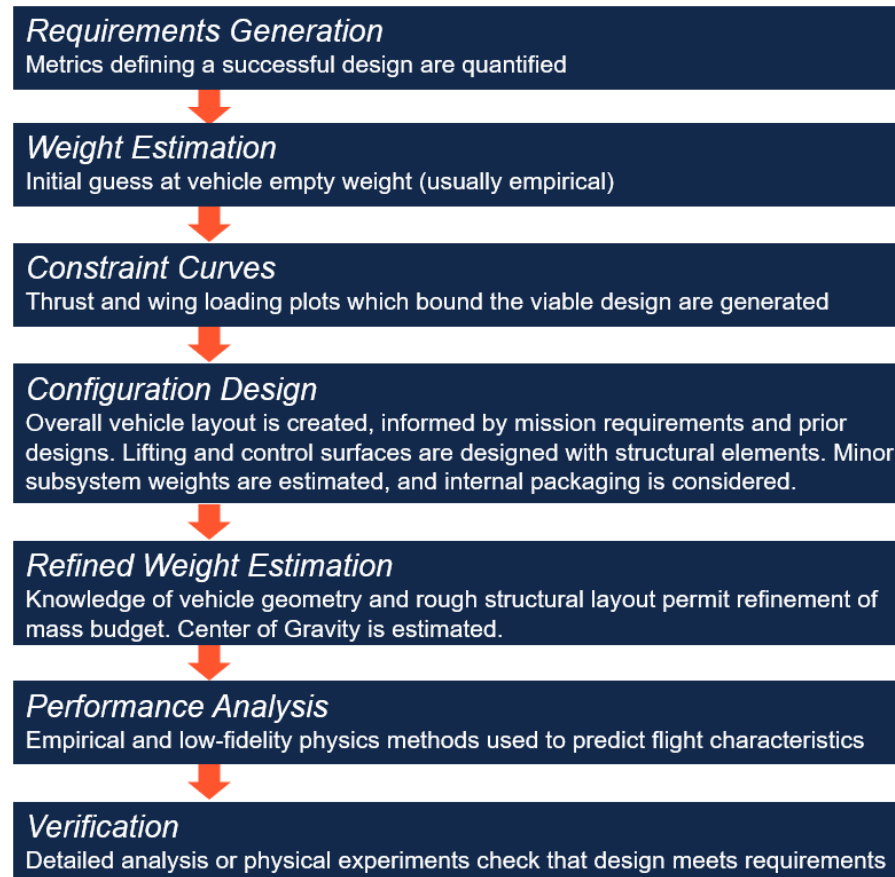 Requirements Generation
Metrics defining a successful design are quantified
Weight Estimation
Initial guess at vehicle empty weight (usually empirical)
Constraint Curves
Thrust and wing loading plots which bound the viable design are generated
Configuration Design
Overall vehicle layout is created, informed by mission requirements and prior
designs. Lifting and control surfaces are designed with structural elements. Minor
subsystem weights are estimated, and internal packaging is considered.
Refined Weight Estimation
Knowledge of vehicle geometry and rough structural layout permit refinement of
mass budget. Center of Gravity is estimated.
Performance Analysis
Empirical and low-fidelity physics methods used to predict flight characteristics
Verification
Detailed analysis or physical experiments check that design meets requirements